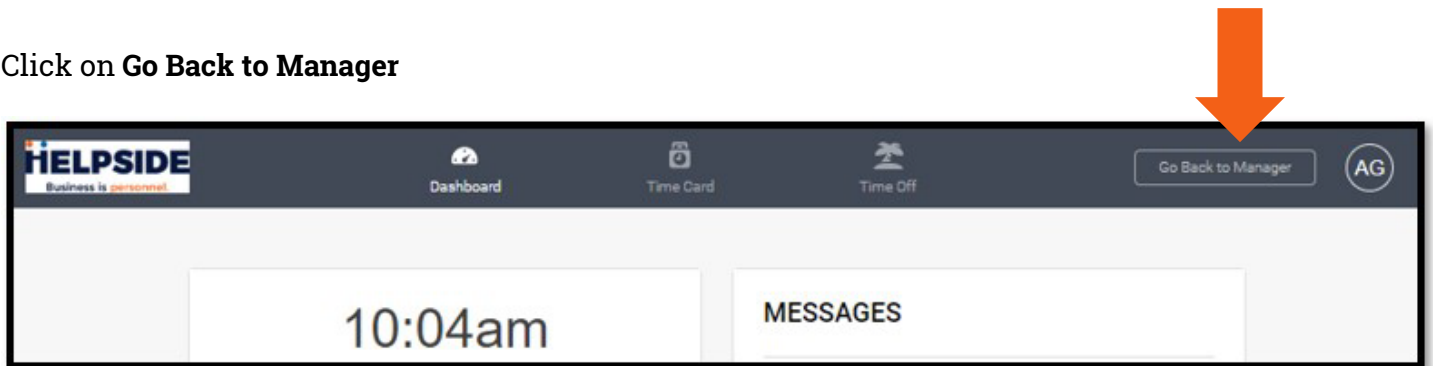 Click on Go Back to Manager
HELPSIDE
Business is personnel.
Dashboard
Time Card
Time Off
Go Back to Manager
AG
10:04am
MESSAGES